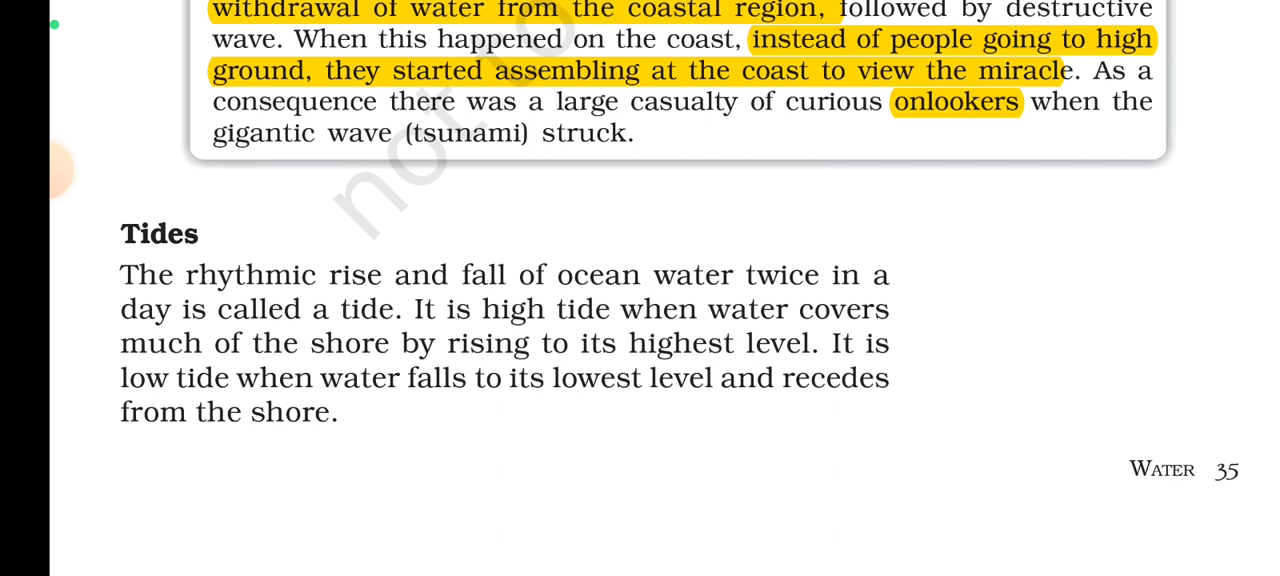 withdrawal of water from the coastal region, followed by destructive
wave. When this happened on the coast, instead of people going to high
ground, they started assembling at the coast to view the miracle. As a
consequence there was a large casualty of curious onlookers when the
gigantic wave (tsunami) struck.
not to
Tides
The rhythmic rise and fall of ocean water twice in a
day is called a tide. It is high tide when water covers
much of the shore by rising to its highest level. It is
low tide when water falls to its lowest level and recedes
from the shore.
WATER 35